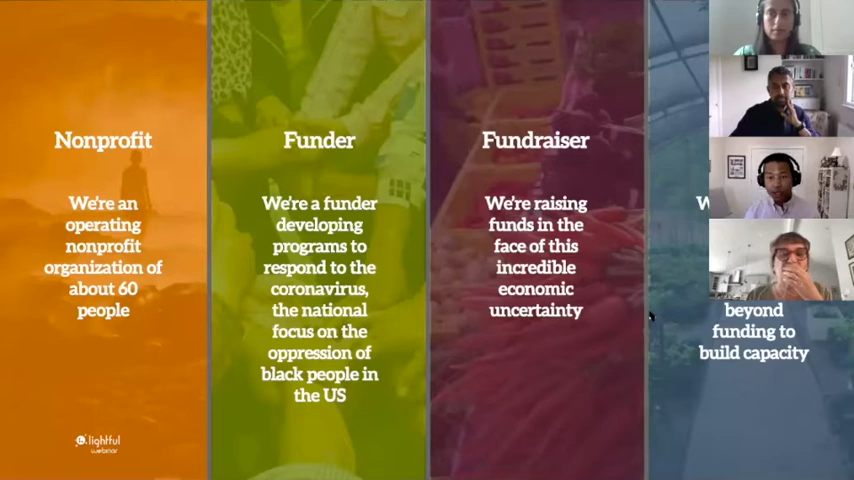 Nonprofit
We're an
operating
nonprofit
organization of
about 60
people
lightful
webinar
Funder
We're a funder
developing
programs to
respond to the
coronavirus,
the national
focus on the
oppression of
black people in
the US
Fundraiser
We're raising
funds in the
face of this
incredible
economic
uncertainty
beyond
funding to
build capacity